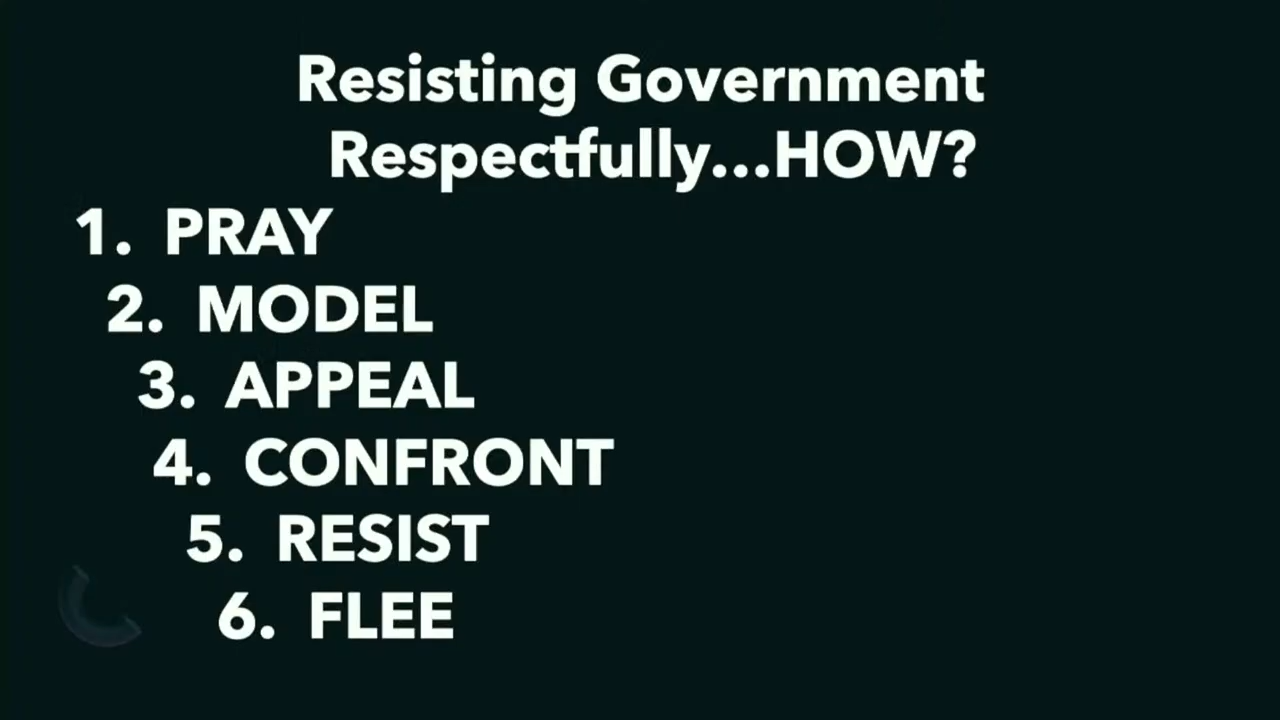 Resisting Government
Respectfully...HOW?
1. PRAY
2. MODEL
3. APPEAL
4. CONFRONT
5. RESIST
6. FLEE